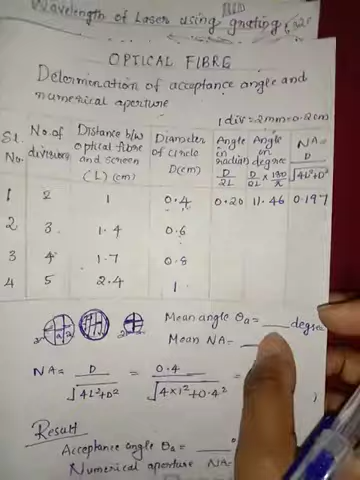 Wavelength of Laser using grating
OPTICAL FIBRE
Determination of acceptance angle and
numerical aperture
1 div = 2mm = 0.2cm
Sl. No. | No. of divisions | Distance b/w optical fibre and screen (L) (cm) | Diameter of circle D(cm) | Angle in radian D/2L | Angle in degree D/2L × 180/π | NA = D/√4L²+D²
1 | 2 | 1 | 0.4 | 0.20 | 11.46 | 0.197
2 | 3 | 1.4 | 0.6
3 | 4 | 1.7 | 0.8
4 | 5 | 2.4 | 1
Mean angle θa = ___ degree
Mean NA = __
NA = D/√4L²+D² = 0.4/√4×1²+0.4² =
Result
Acceptance angle θa = ___ °
Numerical aperture NA =